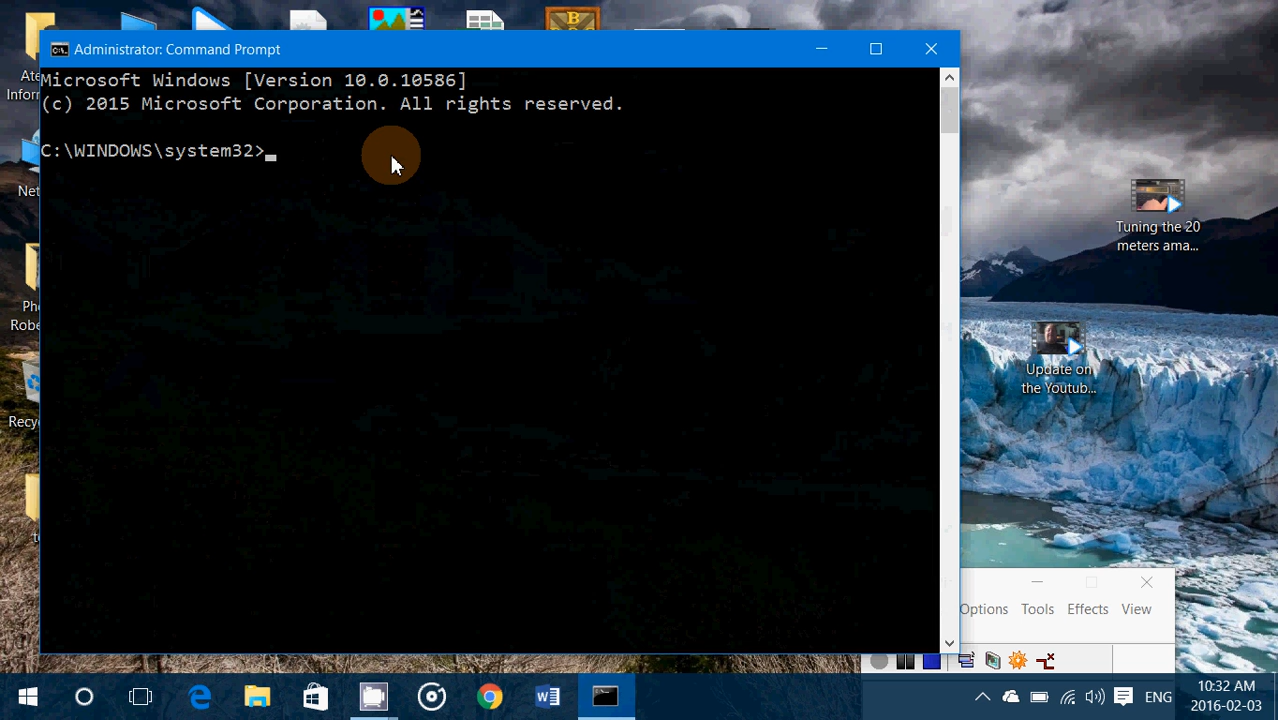 Administrator: Command Prompt
Microsoft Windows [Version 10.0.10586]
(c) 2015 Microsoft Corporation. All rights reserved.
C:\WINDOWS\system32>
Tuning the 20
meters ama...
Update on
the Youtub...
Options Tools Effects View
ENG
10:32 AM
2016-02-03